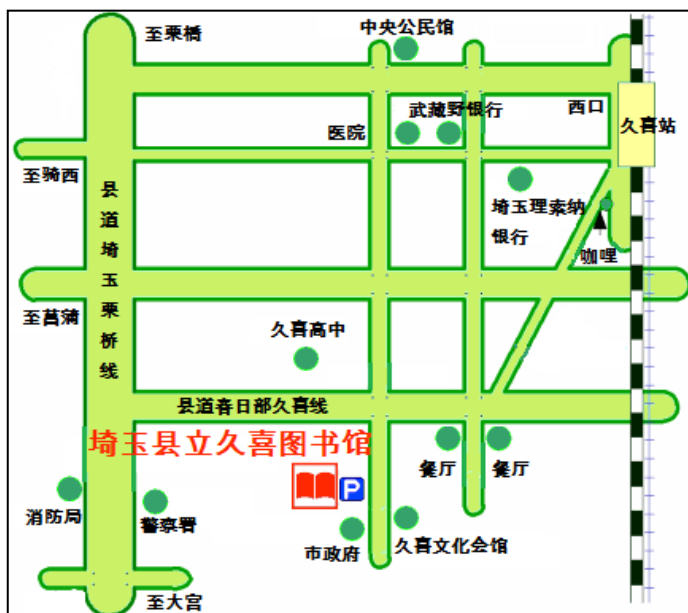 至栗橋
中央公民馆
西口
久喜站
医院
武藏野银行
至骑西
埼玉理索纳
银行
咖哩
县道埼玉栗桥线
至菖蒲
久喜高中
县道春日部久喜线
埼玉县立久喜图书馆
餐厅
餐厅
P
消防局
警察署
市政府
久喜文化会馆
至大宫